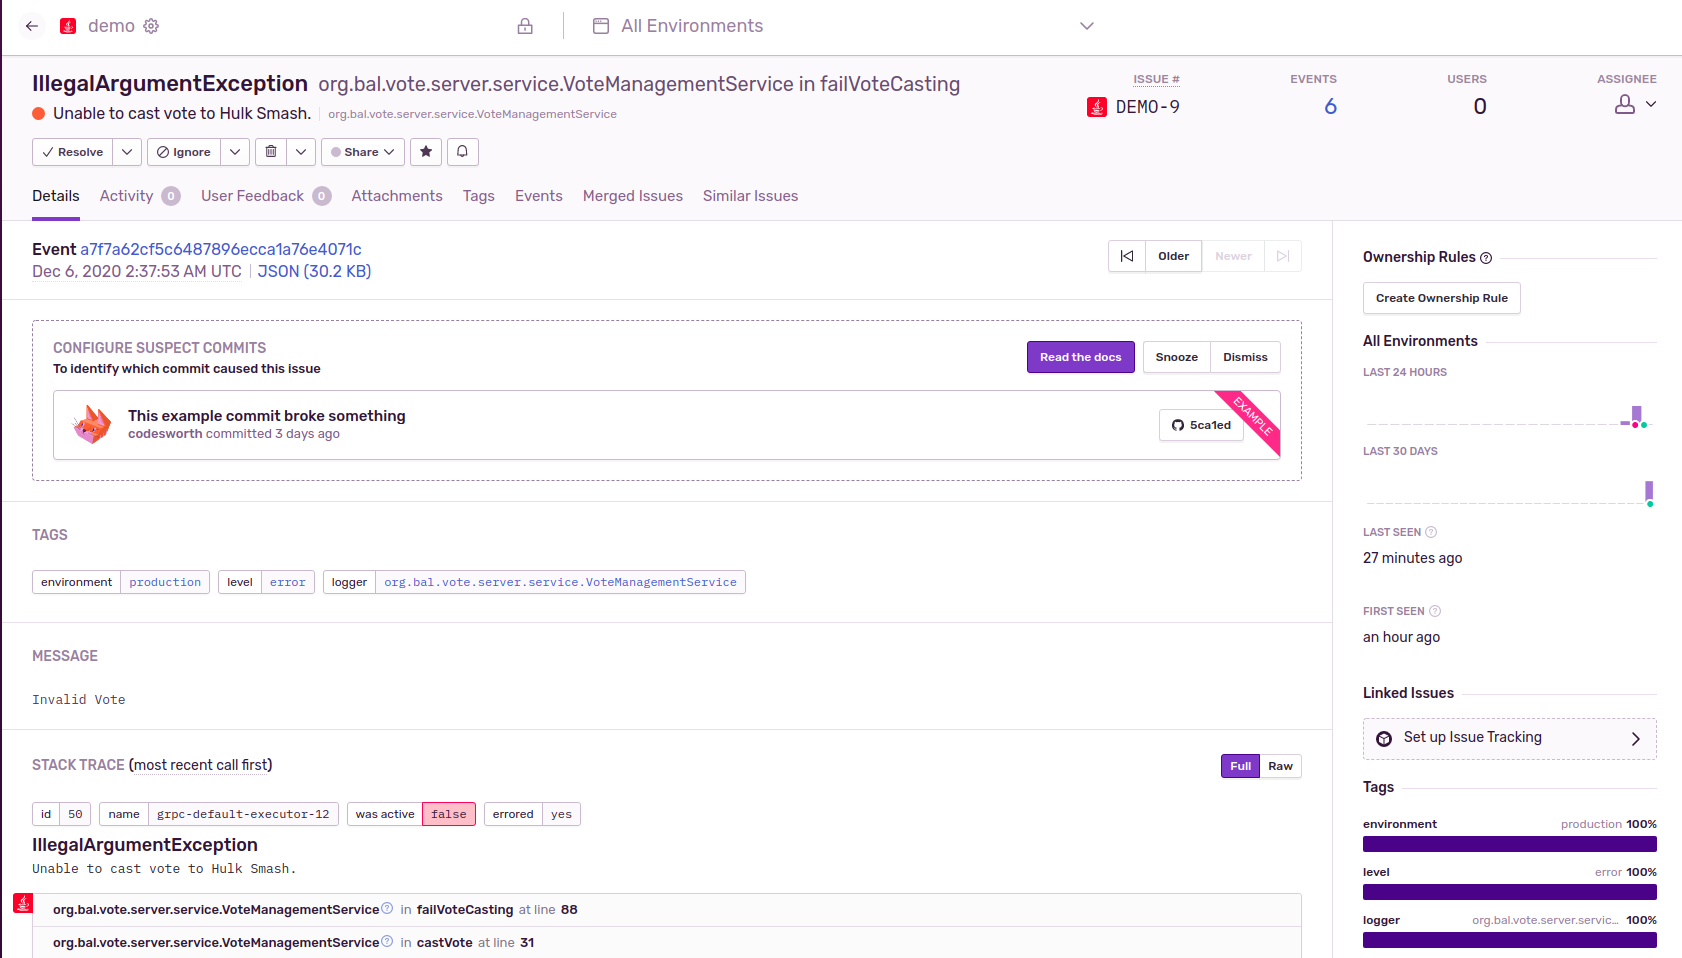 demo All Environments
IllegalArgumentException org.bal.vote.server.service.VoteManagementService in failVoteCasting
Unable to cast vote to Hulk Smash. org.bal.vote.server.service.VoteManagementService
ISSUE # EVENTS USERS ASSIGNEE
DEMO-9 6 0
Resolve Ignore Share
Details Activity 0 User Feedback 0 Attachments Tags Events Merged Issues Similar Issues
Event a7f7a62cf5c6487896ecca1a76e4071c
Dec 6, 2020 2:37:53 AM UTC JSON (30.2 KB)
Older Newer
CONFIGURE SUSPECT COMMITS
To identify which commit caused this issue
Read the docs Snooze Dismiss
This example commit broke something
codesworth committed 3 days ago
5ca1ed
EXAMPLE
TAGS
environment production level error logger org.bal.vote.server.service.VoteManagementService
MESSAGE
Invalid Vote
STACK TRACE (most recent call first)
Full Raw
id 50 name grpc-default-executor-12 was active false errored yes
IllegalArgumentException
Unable to cast vote to Hulk Smash.
org.bal.vote.server.service.VoteManagementService ? in failVoteCasting at line 88
org.bal.vote.server.service.VoteManagementService ? in castVote at line 31
Ownership Rules ?
Create Ownership Rule
All Environments
LAST 24 HOURS
LAST 30 DAYS
LAST SEEN ?
27 minutes ago
FIRST SEEN ?
an hour ago
Linked Issues
Set up Issue Tracking
Tags
environment production 100%
level error 100%
logger org.bal.vote.server.servic... 100%